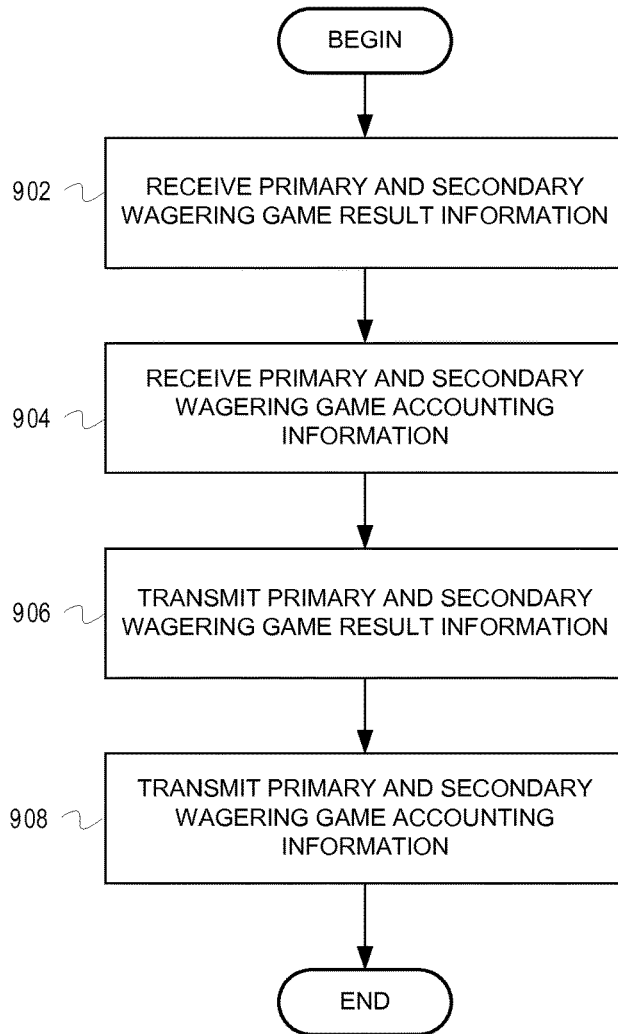 BEGIN
902
RECEIVE PRIMARY AND SECONDARY
WAGERING GAME RESULT INFORMATION
904
RECEIVE PRIMARY AND SECONDARY
WAGERING GAME ACCOUNTING
INFORMATION
906
TRANSMIT PRIMARY AND SECONDARY
WAGERING GAME RESULT INFORMATION
908
TRANSMIT PRIMARY AND SECONDARY
WAGERING GAME ACCOUNTING
INFORMATION
END